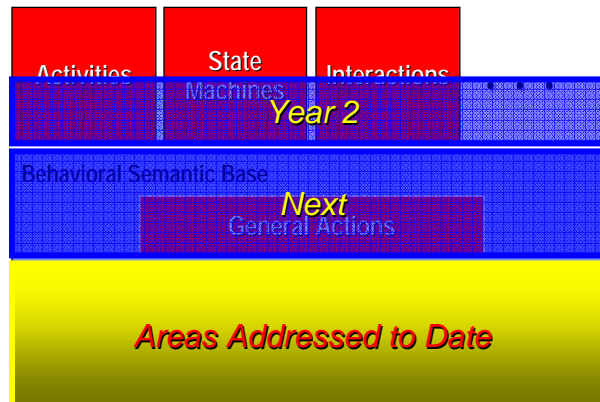 Activities
State
Machines
Interactions
. . .
Year 2
Behavioral Semantic Base
Next
General Actions
Areas Addressed to Date